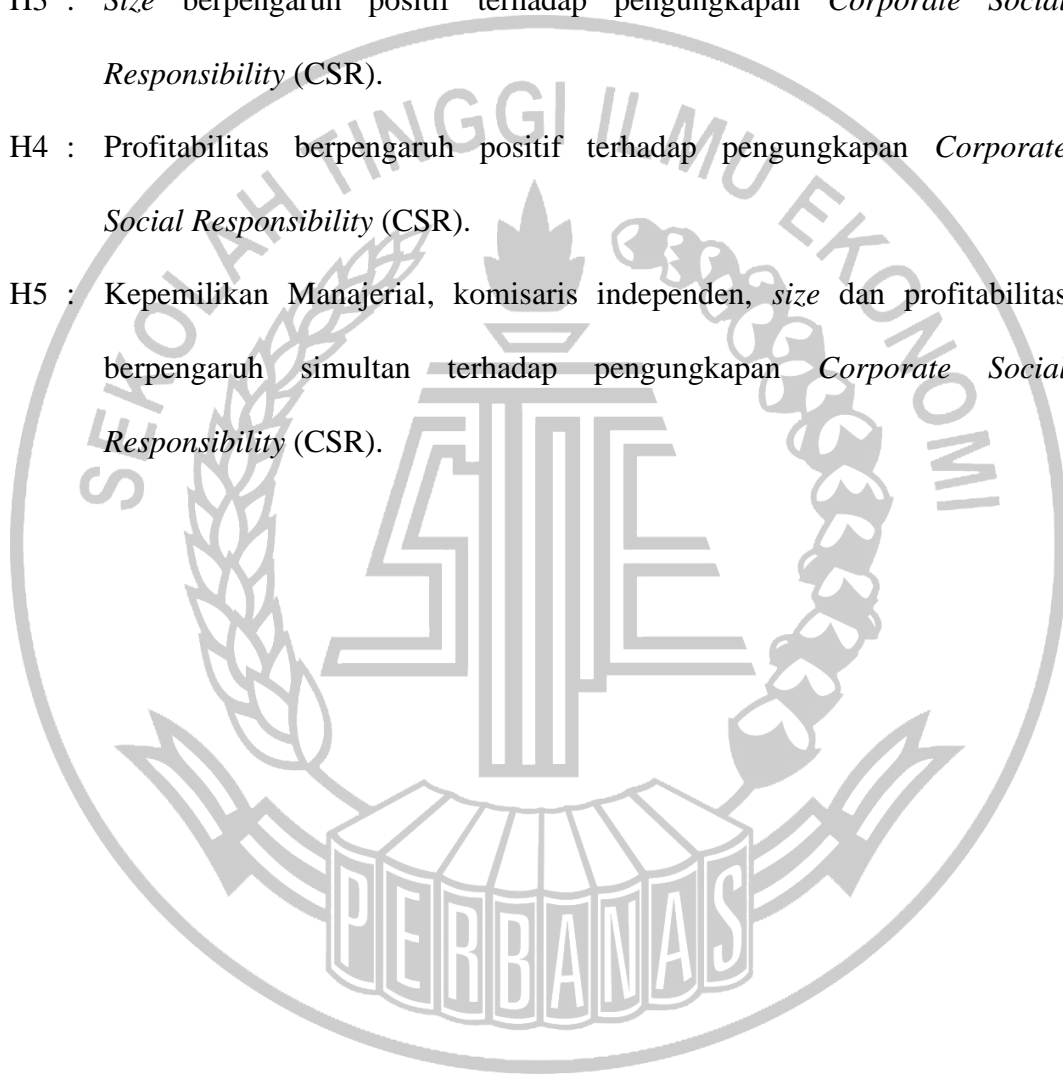 H3 : Size berpengaruh positif terhadap pengungkapan Corporate Social
Responsibility (CSR).
H4 : Profitabilitas berpengaruh positif terhadap pengungkapan Corporate
Social Responsibility (CSR).
H5 : Kepemilikan Manajerial, komisaris independen, size dan profitabilitas
berpengaruh simultan terhadap pengungkapan Corporate Social
Responsibility (CSR).
SEKOLAH TINGGI ILMU EKONOMI
STIE
PERBANAS